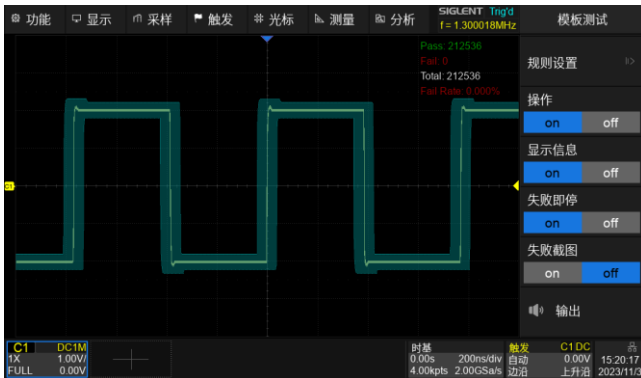 功能 显示 采样 触发 光标 测量 分析 SIGLENT Trig'd 模板测试
f = 1.300018MHz
Pass: 212536
Fail: 0
Total: 212536
Fail Rate: 0.000%
规则设置
操作
on off
显示信息
on off
失败即停
on off
失败截图
on off
输出
C1
C1 DC1M
1X 1.00V/
FULL 0.00V
时基
0.00s 200ns/div
4.00kpts 2.00GSa/s
触发 C1 DC
自动 0.00V
边沿 上升沿
15:20:17
2023/11/3